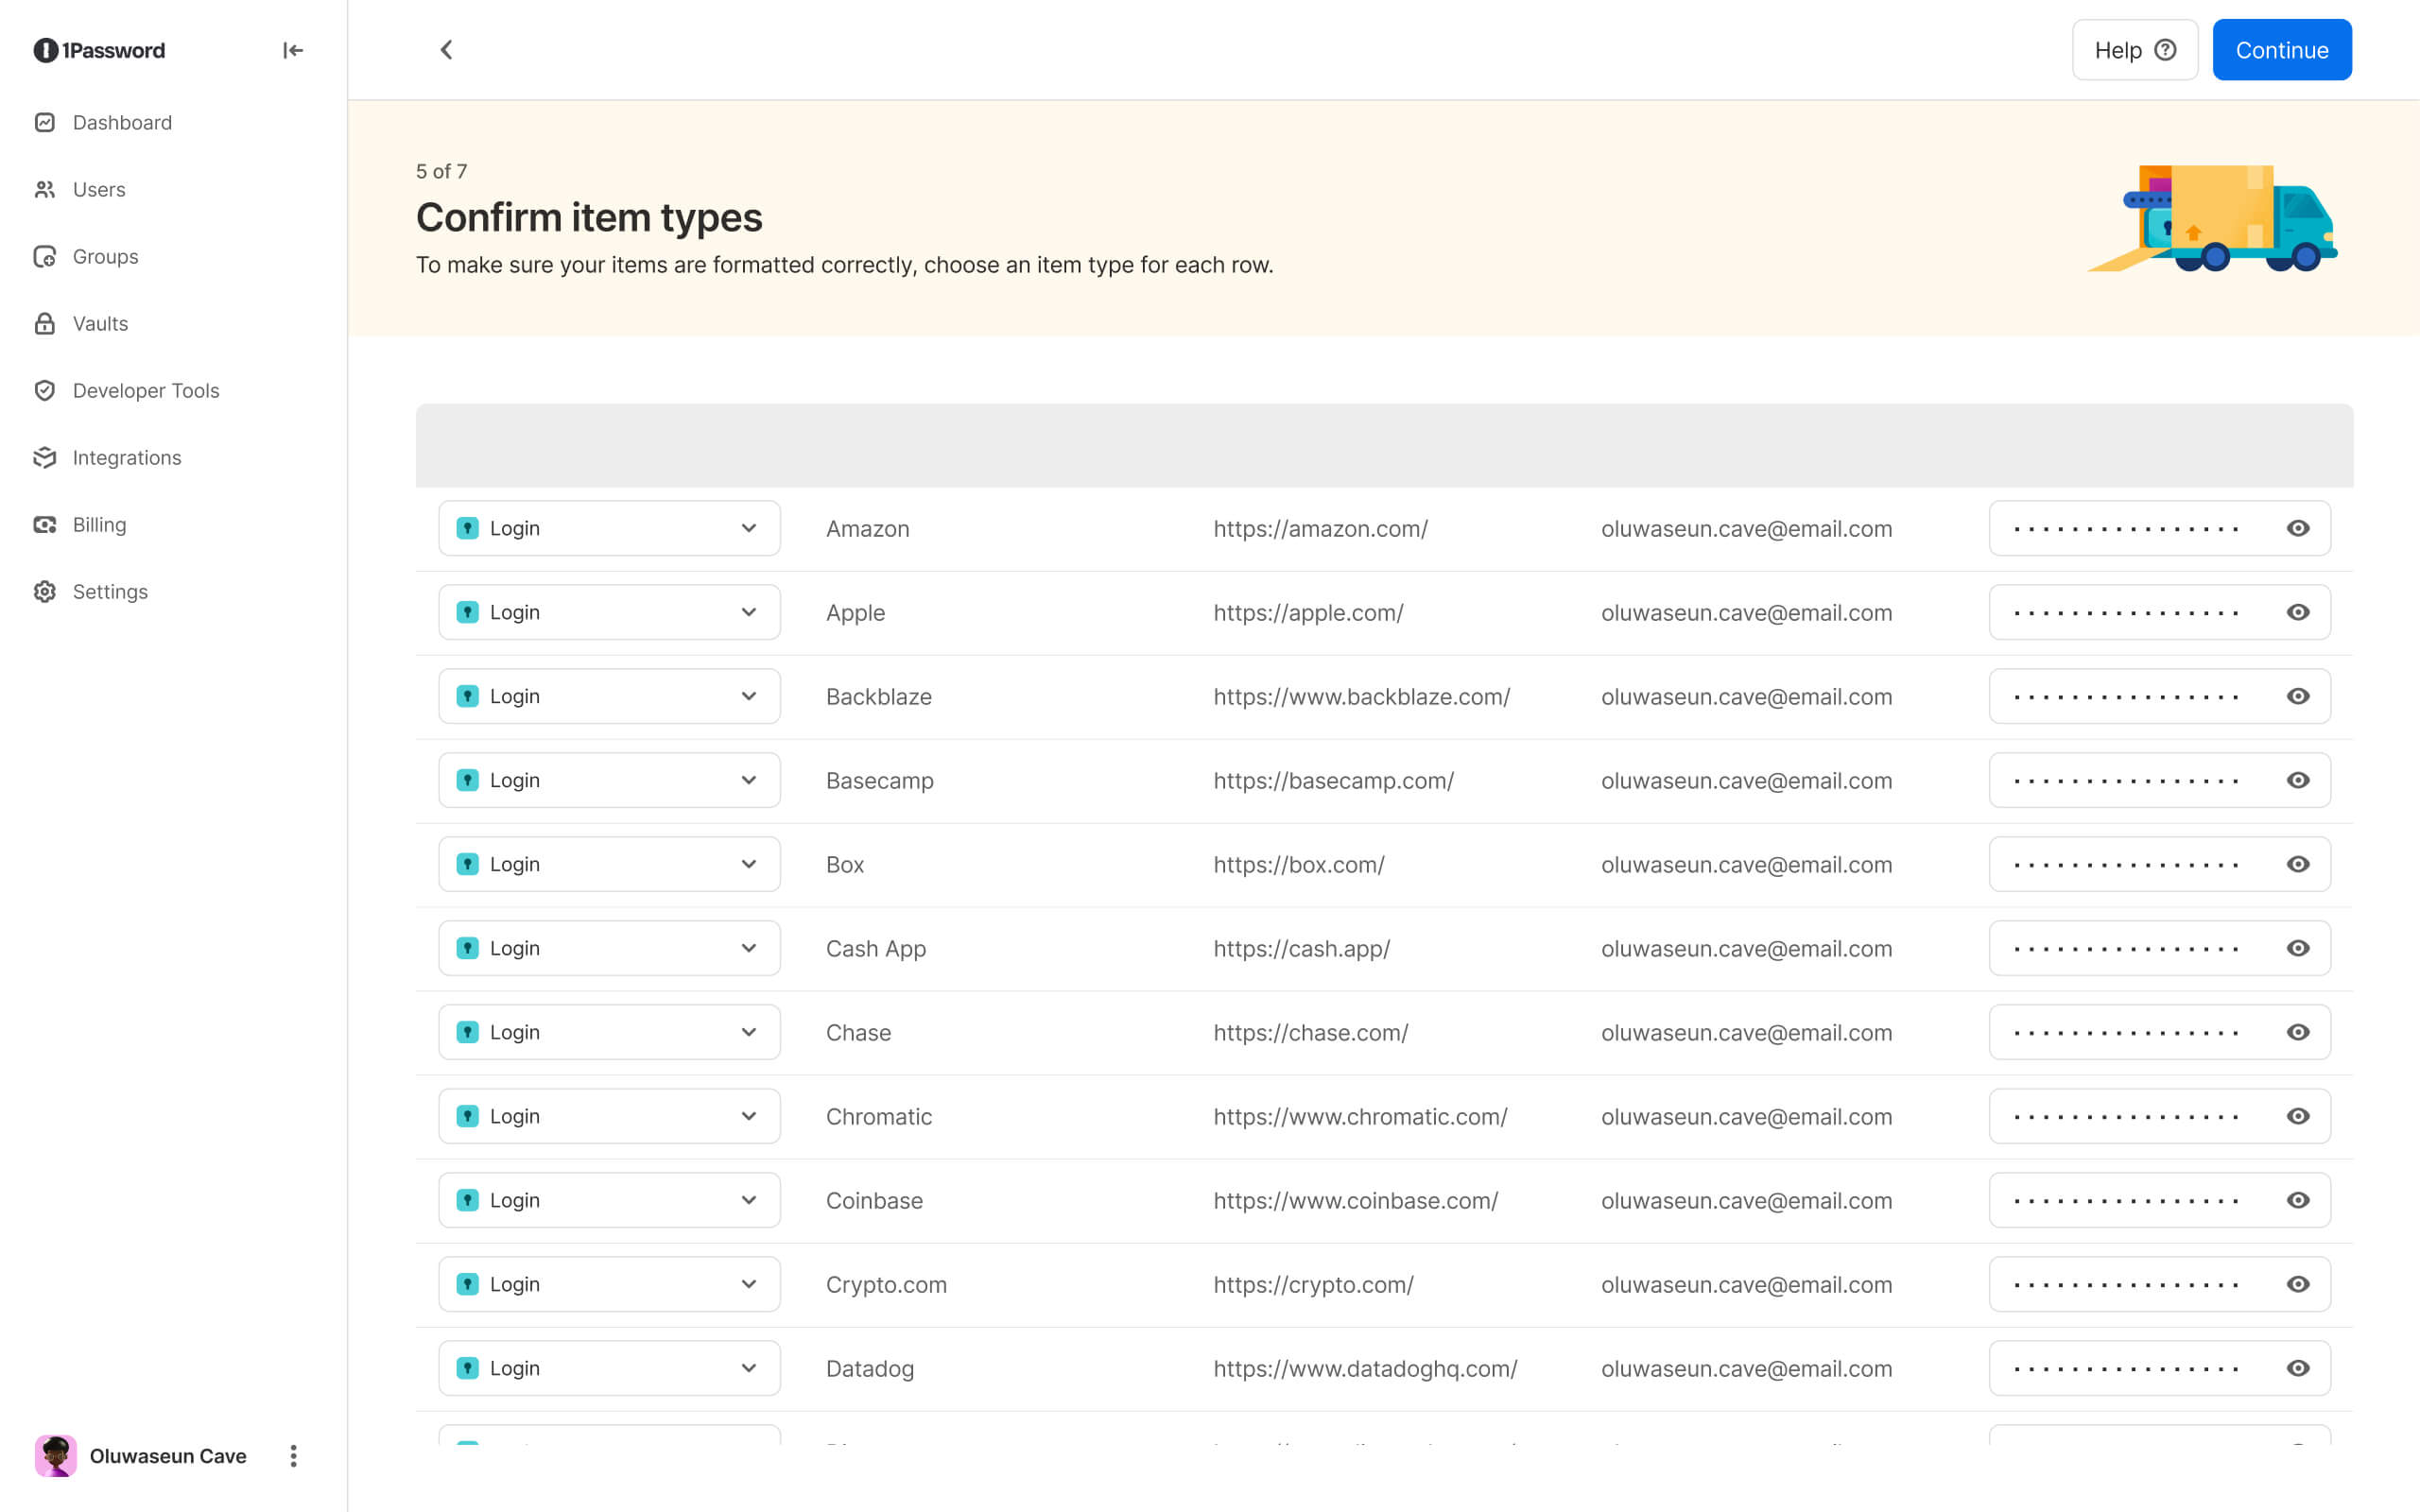 1Password
Help
Continue
Dashboard
Users
Groups
Vaults
Developer Tools
Integrations
Billing
Settings
5 of 7
Confirm item types
To make sure your items are formatted correctly, choose an item type for each row.
Login Amazon https://amazon.com/ oluwaseun.cave@email.com
Login Apple https://apple.com/ oluwaseun.cave@email.com
Login Backblaze https://www.backblaze.com/ oluwaseun.cave@email.com
Login Basecamp https://basecamp.com/ oluwaseun.cave@email.com
Login Box https://box.com/ oluwaseun.cave@email.com
Login Cash App https://cash.app/ oluwaseun.cave@email.com
Login Chase https://chase.com/ oluwaseun.cave@email.com
Login Chromatic https://www.chromatic.com/ oluwaseun.cave@email.com
Login Coinbase https://www.coinbase.com/ oluwaseun.cave@email.com
Login Crypto.com https://crypto.com/ oluwaseun.cave@email.com
Login Datadog https://www.datadoghq.com/ oluwaseun.cave@email.com
Oluwaseun Cave